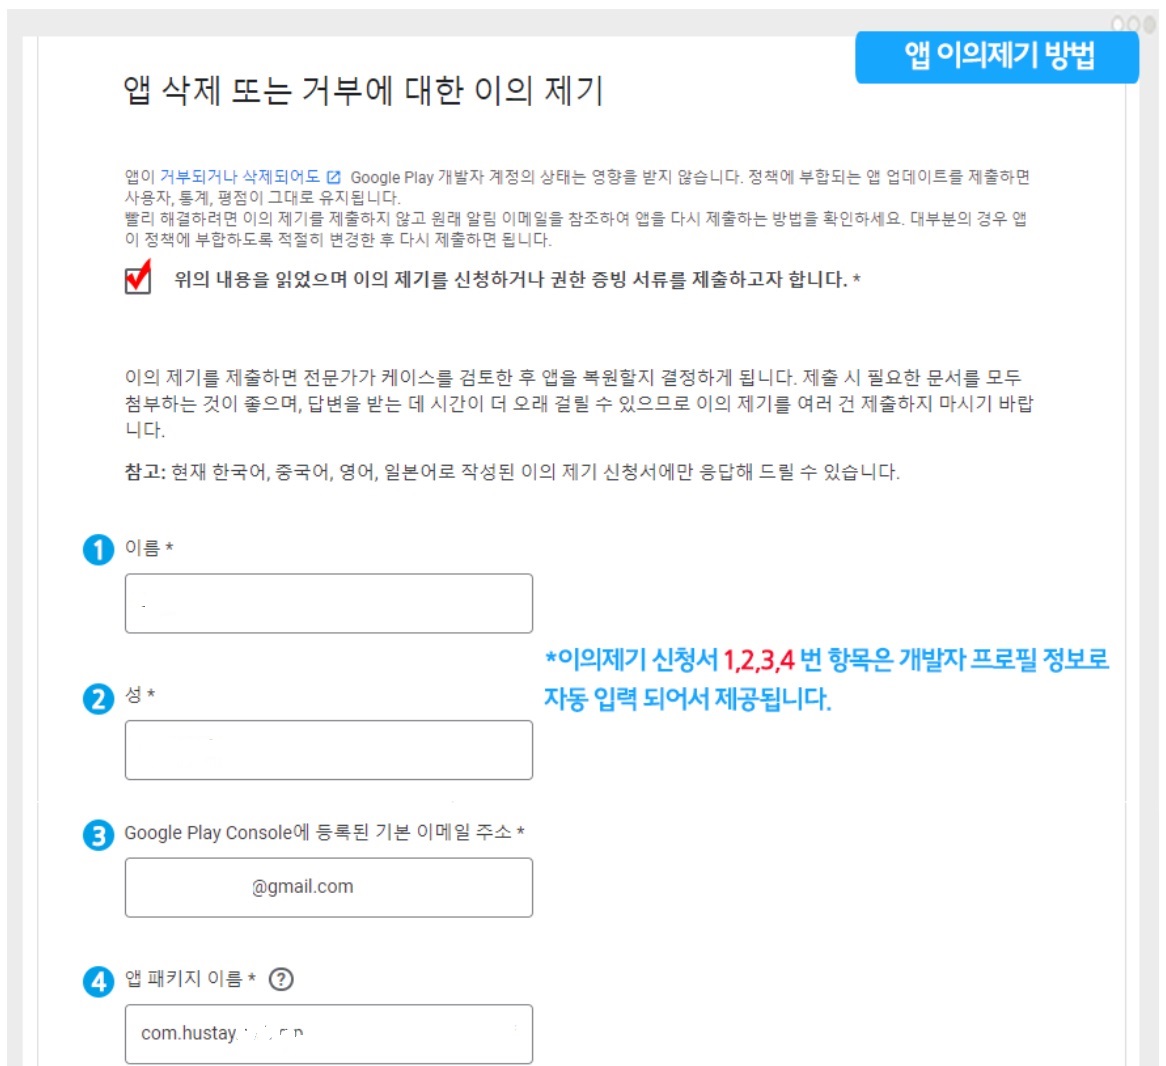 앱 이의제기 방법
앱 삭제 또는 거부에 대한 이의 제기
앱이 거부되거나 삭제되어도 Google Play 개발자 계정의 상태는 영향을 받지 않습니다. 정책에 부합되는 앱 업데이트를 제출하면
사용자, 통계, 평점이 그대로 유지됩니다.
빨리 해결하려면 이의 제기를 제출하지 않고 원래 알림 이메일을 참조하여 앱을 다시 제출하는 방법을 확인하세요. 대부분의 경우 앱
이 정책에 부합하도록 적절히 변경한 후 다시 제출하면 됩니다.
위의 내용을 읽었으며 이의 제기를 신청하거나 권한 증빙 서류를 제출하고자 합니다. *
이의 제기를 제출하면 전문가가 케이스를 검토한 후 앱을 복원할지 결정하게 됩니다. 제출 시 필요한 문서를 모두
첨부하는 것이 좋으며, 답변을 받는 데 시간이 더 오래 걸릴 수 있으므로 이의 제기를 여러 건 제출하지 마시기 바랍
니다.
참고: 현재 한국어, 중국어, 영어, 일본어로 작성된 이의 제기 신청서에만 응답해 드릴 수 있습니다.
1 이름 *
*이의제기 신청서 1,2,3,4 번 항목은 개발자 프로필 정보로
자동 입력 되어서 제공됩니다.
2 성 *
3 Google Play Console에 등록된 기본 이메일 주소 *
@gmail.com
4 앱 패키지 이름 * ?
com.hustay